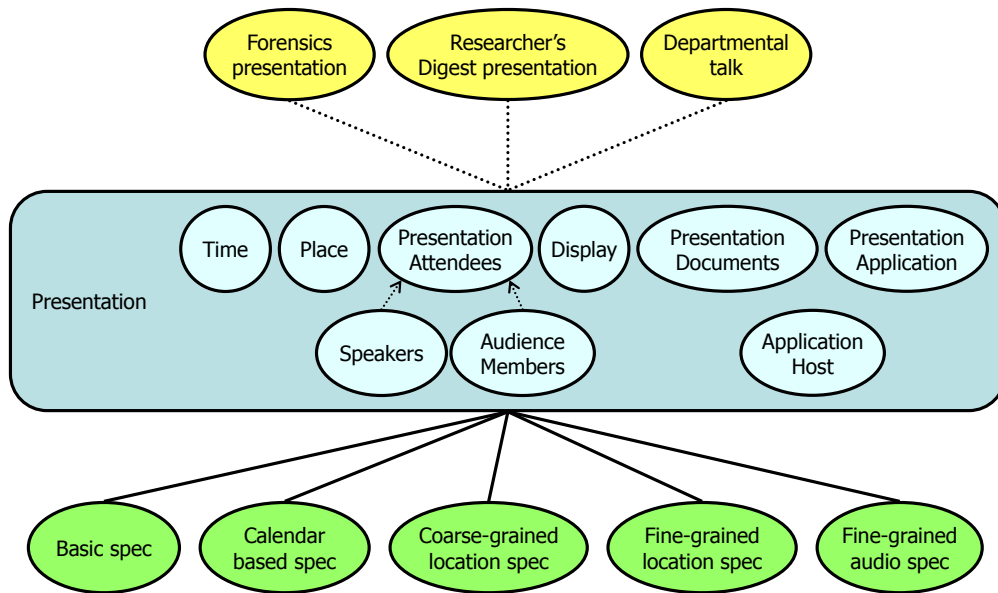 Forensics
presentation
Researcher's
Digest presentation
Departmental
talk
Presentation
Time
Place
Presentation
Attendees
Display
Presentation
Documents
Presentation
Application
Speakers
Audience
Members
Application
Host
Basic spec
Calendar
based spec
Coarse-grained
location spec
Fine-grained
location spec
Fine-grained
audio spec